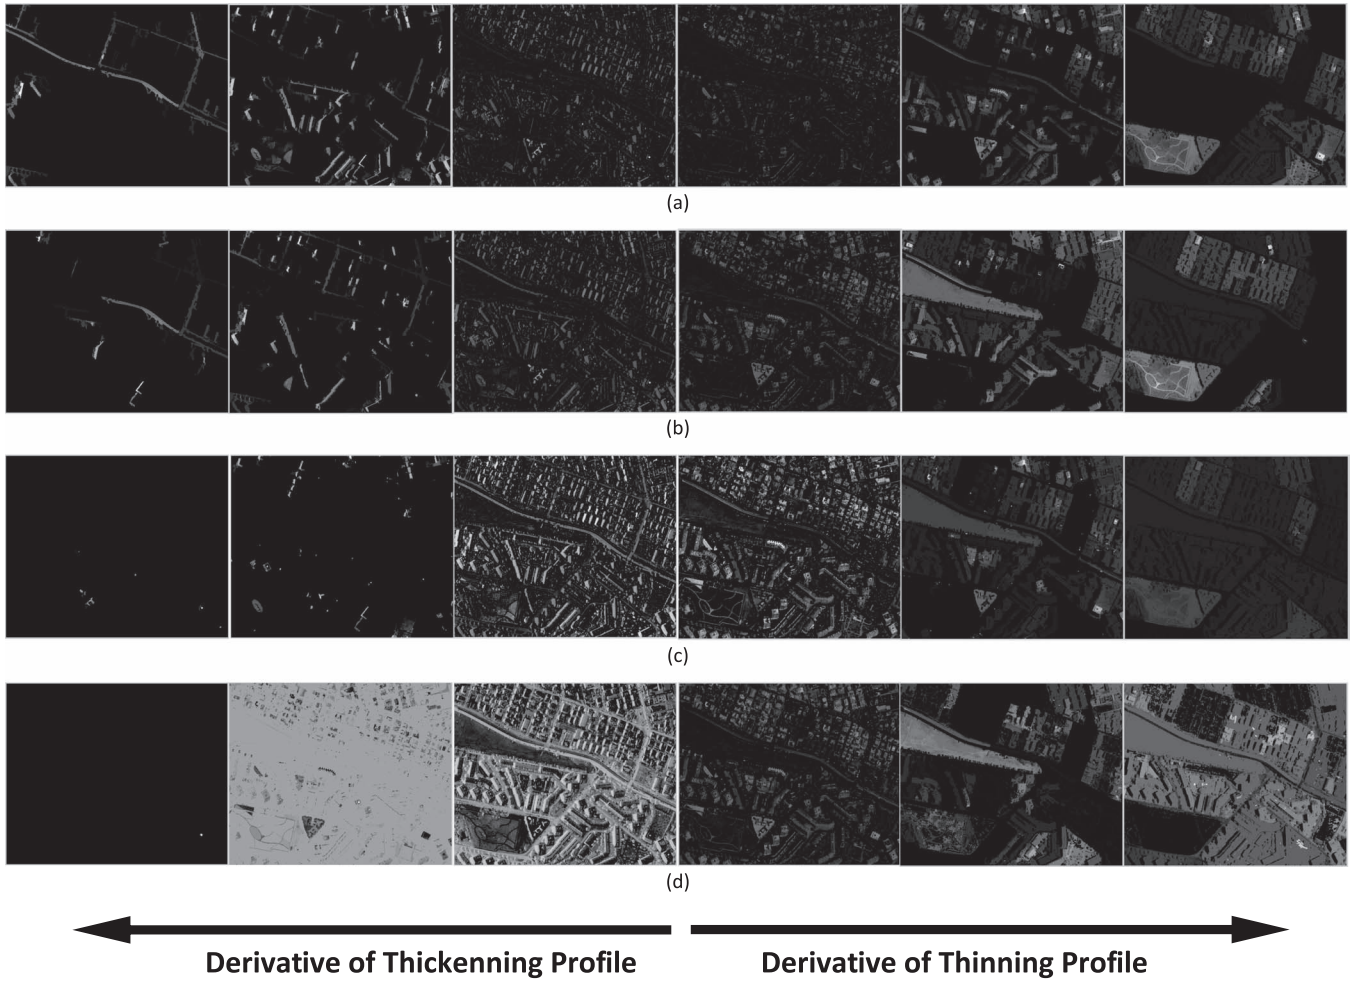 (a)
(b)
(c)
(d)
Derivative of Thickenning Profile
Derivative of Thinning Profile